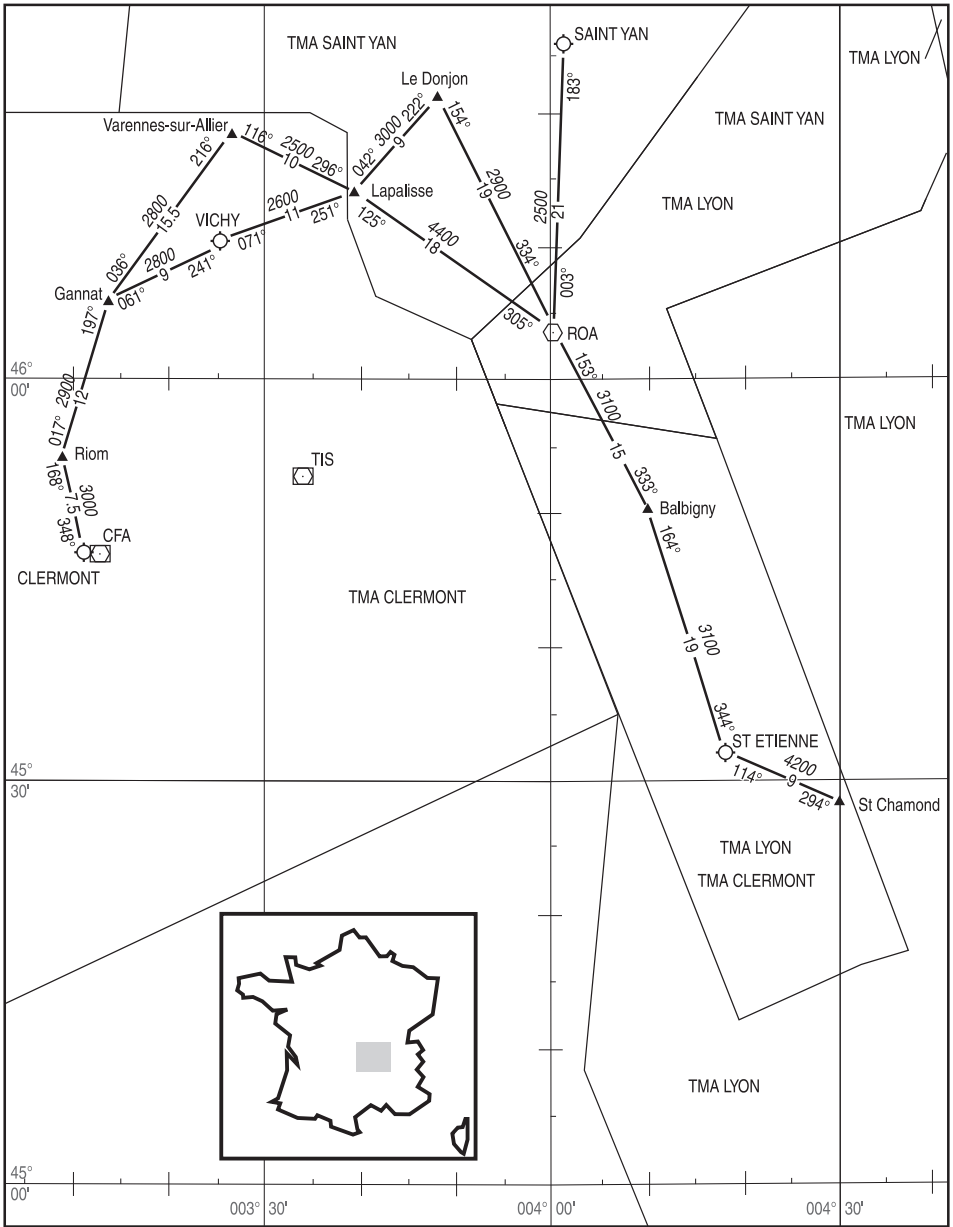 SAINT YAN
TMA SAINT YAN
TMA LYON
Le Donjon
183°
154°
3000 222°
9
042°
TMA SAINT YAN
Varennes-sur-Allier
116°
2500 296°
10
216°
2900
19
Lapalisse
2600
11
251°
125°
2500
21
TMA LYON
2800
15.5
VICHY
071°
4400
18
334°
036°
2800
9
241°
003°
Gannat
061°
305°
197°
ROA
153°
46°
00'
2900
12
3100
15
TMA LYON
017°
Riom
TIS
333°
168°
3000
7.5
348°
Balbigny
164°
CFA
CLERMONT
TMA CLERMONT
3100
19
344°
ST ETIENNE
45°
30'
114°
4200
9
294°
St Chamond
TMA LYON
TMA CLERMONT
TMA LYON
45°
00'
003° 30'
004° 00'
004° 30'